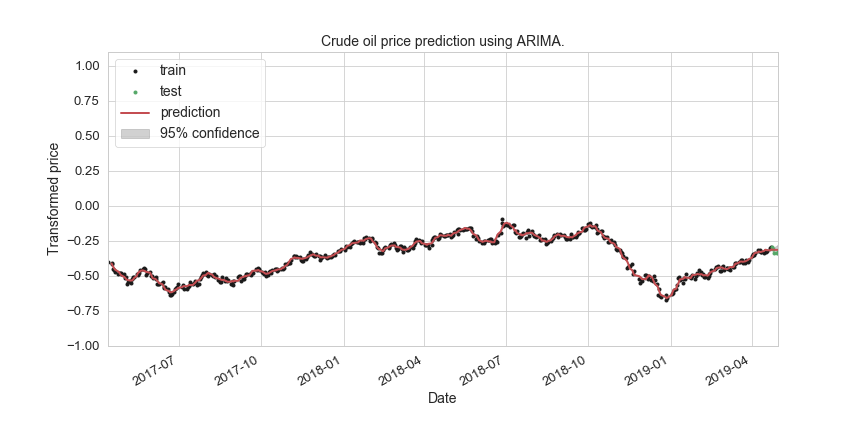 Crude oil price prediction using ARIMA.
1.00
0.75
0.50
0.25
0.00
−0.25
−0.50
−0.75
−1.00
Transformed price
train
test
prediction
95% confidence
2017-07
2017-10
2018-01
2018-04
2018-07
2018-10
2019-01
2019-04
Date